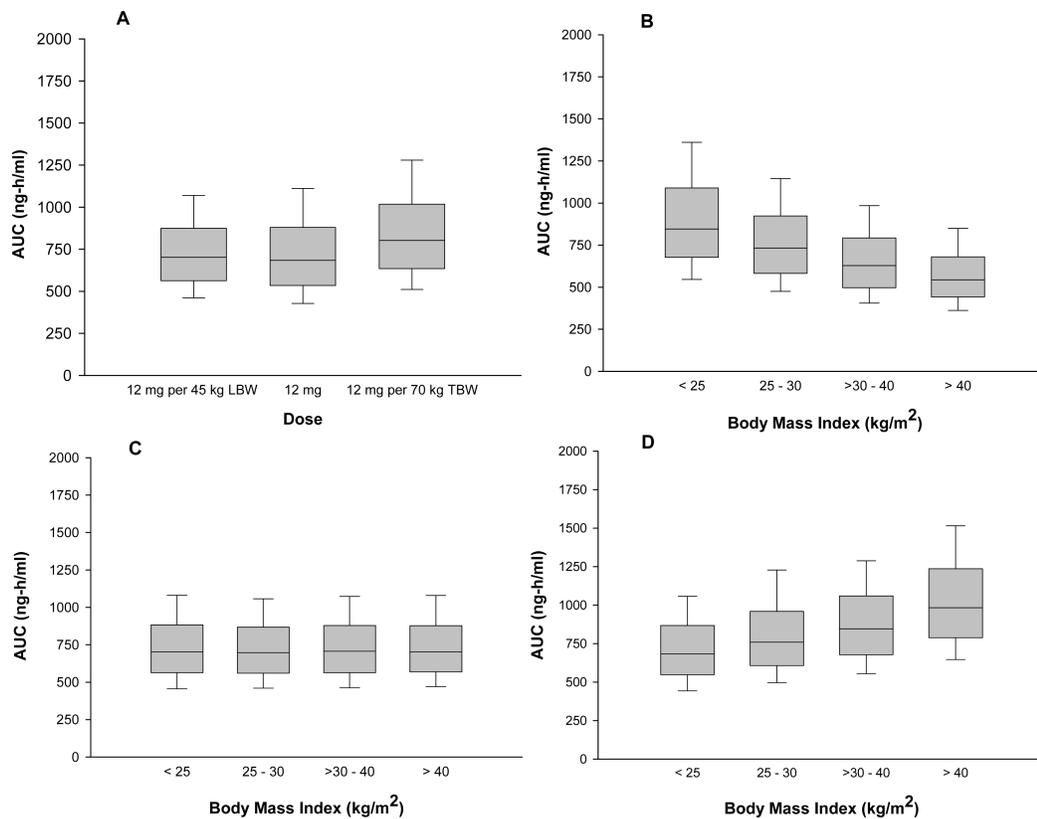 A
2000
1750
1500
1250
1000
750
500
250
0
AUC (ng-h/ml)
12 mg per 45 kg LBW 12 mg 12 mg per 70 kg TBW
Dose
B
2000
1750
1500
1250
1000
750
500
250
0
AUC (ng-h/ml)
< 25 25 - 30 >30 - 40 > 40
Body Mass Index (kg/m²)
C
2000
1750
1500
1250
1000
750
500
250
0
AUC (ng-h/ml)
< 25 25 - 30 >30 - 40 > 40
Body Mass Index (kg/m²)
D
2000
1750
1500
1250
1000
750
500
250
0
AUC (ng-h/ml)
< 25 25 - 30 >30 - 40 > 40
Body Mass Index (kg/m²)